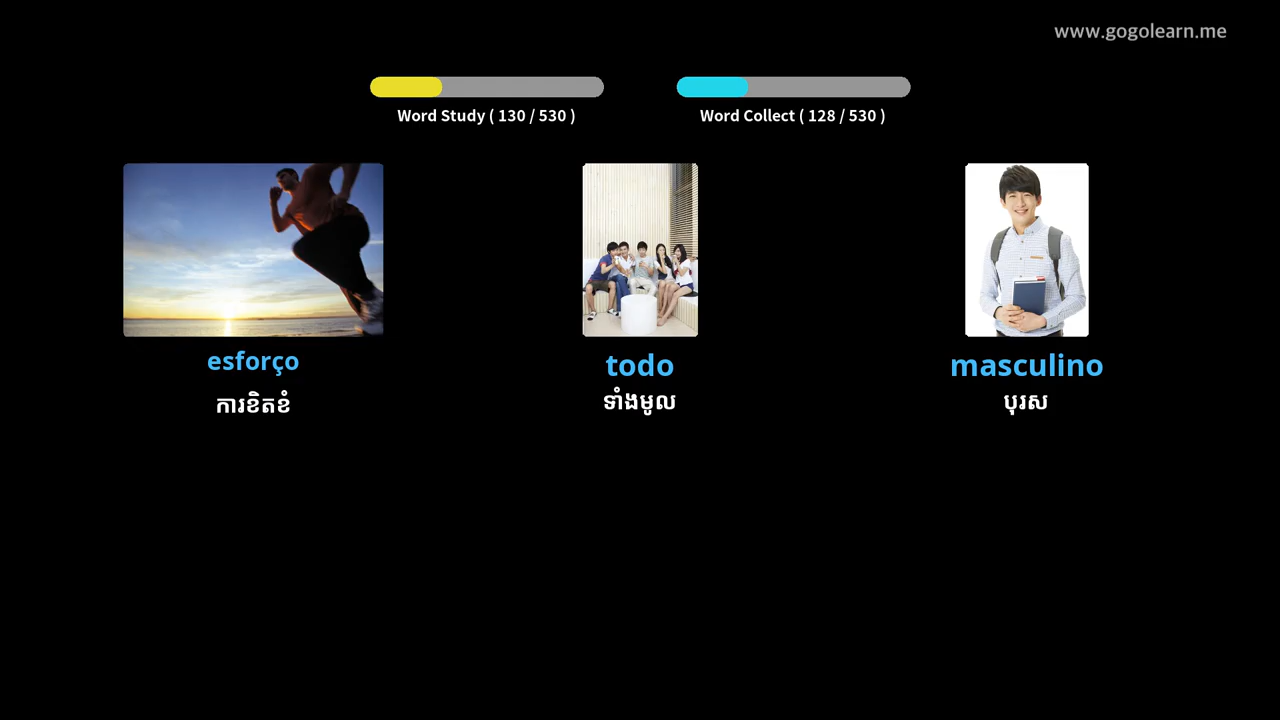 www.gogolearn.me
Word Study ( 130 / 530 )
Word Collect ( 128 / 530 )
esforço
todo
masculino
ការខិតខំ
ទាំងមូល
បុរស